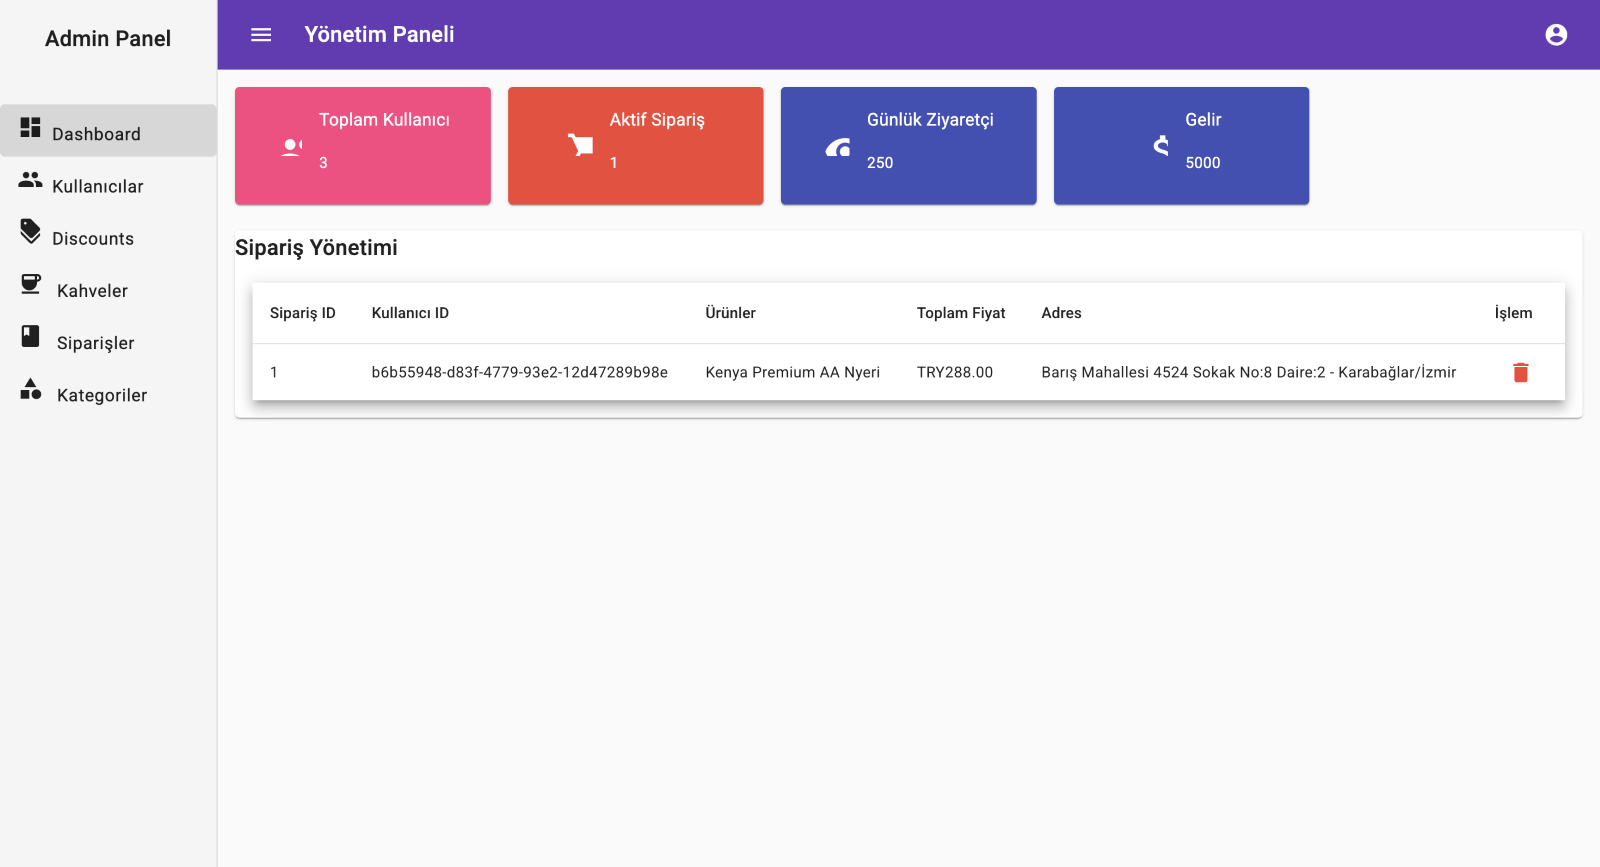 Admin Panel
Dashboard
Kullanıcılar
Discounts
Kahveler
Siparişler
Kategoriler
Yönetim Paneli
Toplam Kullanıcı
3
Aktif Sipariş
1
Günlük Ziyaretçi
250
Gelir
5000
Sipariş Yönetimi
Sipariş ID Kullanıcı ID Ürünler Toplam Fiyat Adres İşlem
1 b6b55948-d83f-4779-93e2-12d47289b98e Kenya Premium AA Nyeri TRY288.00 Barış Mahallesi 4524 Sokak No:8 Daire:2 - Karabağlar/İzmir